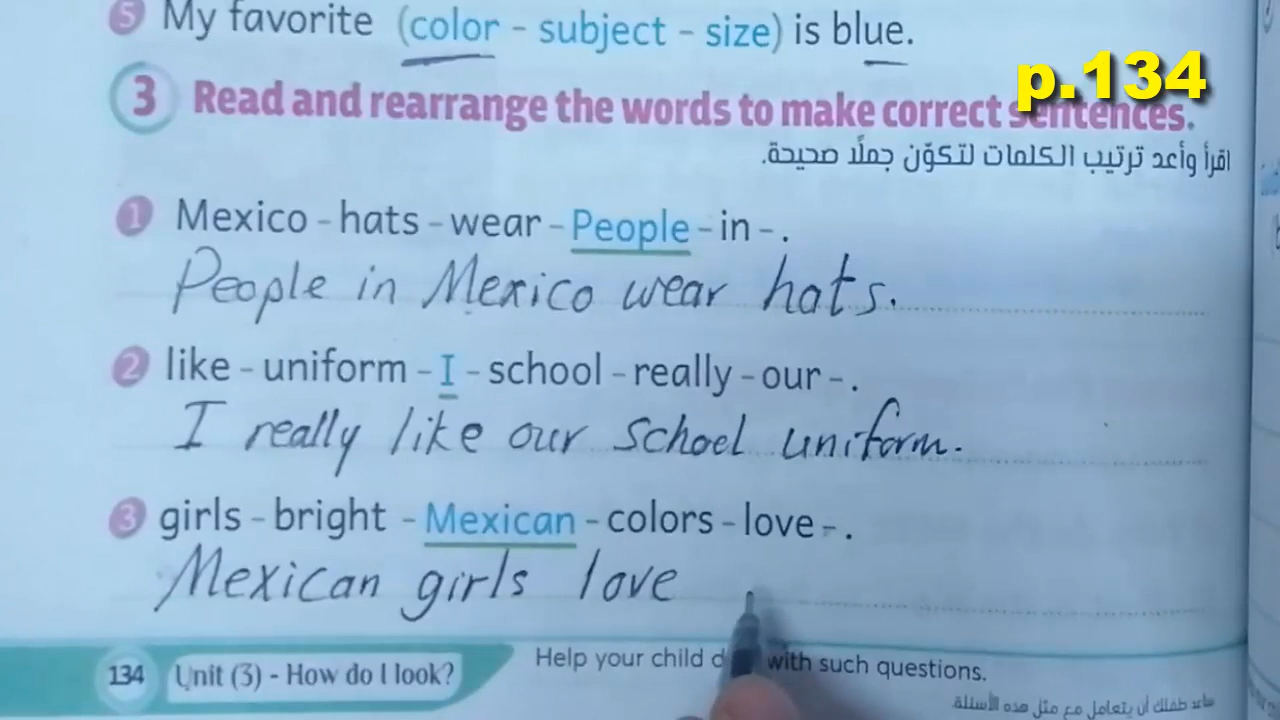 5 My favorite (color - subject - size) is blue.
p.134
3 Read and rearrange the words to make correct sentences.
اقرأ وأعد ترتيب الكلمات لتكوّن جملًا صحيحة.
1 Mexico - hats - wear - People - in - .
People in Mexico wear hats.
2 like - uniform - I - school - really - our - .
I really like our school uniform.
3 girls - bright - Mexican - colors - love - .
Mexican girls love
134 Unit (3) - How do I look?
Help your child d with such questions.
ساعد طفلك أن يتعامل مع مثل هذه الأسئلة